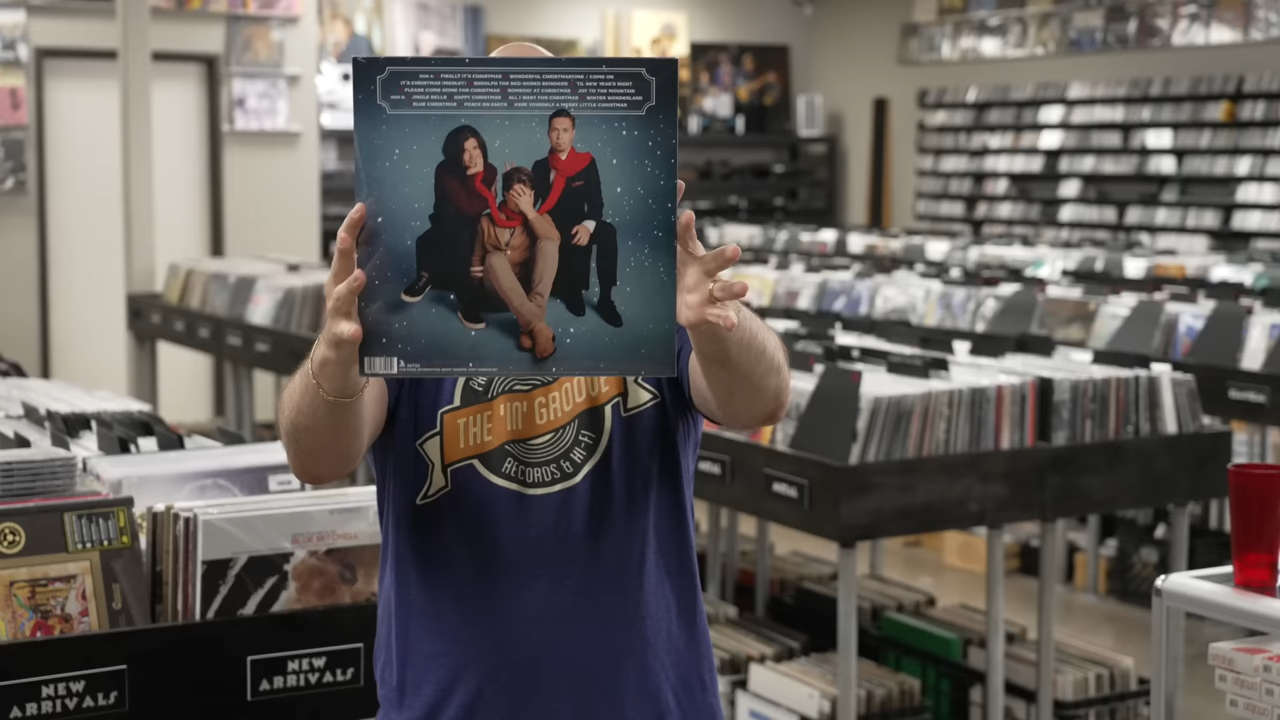 SIDE A: FINALLY IT'S CHRISTMAS WONDERFUL CHRISTMASTIME / COME ON
IT'S CHRISTMAS (MEDLEY) RUDOLPH THE RED-NOSED REINDEER 'TIL NEW YEAR'S NIGHT
PLEASE COME HOME FOR CHRISTMAS SOMEDAY AT CHRISTMAS JOY TO THE MOUNTAIN
SIDE B: JINGLE BELLS HAPPY CHRISTMAS ALL I WANT FOR CHRISTMAS WINTER WONDERLAND
BLUE CHRISTMAS PEACE ON EARTH HAVE YOURSELF A MERRY LITTLE CHRISTMAS
THE 'IN' GROOVE
RECORDS & HI-FI
BLUE MITCHELL
NEW ARRIVALS
NEW ARRIVALS